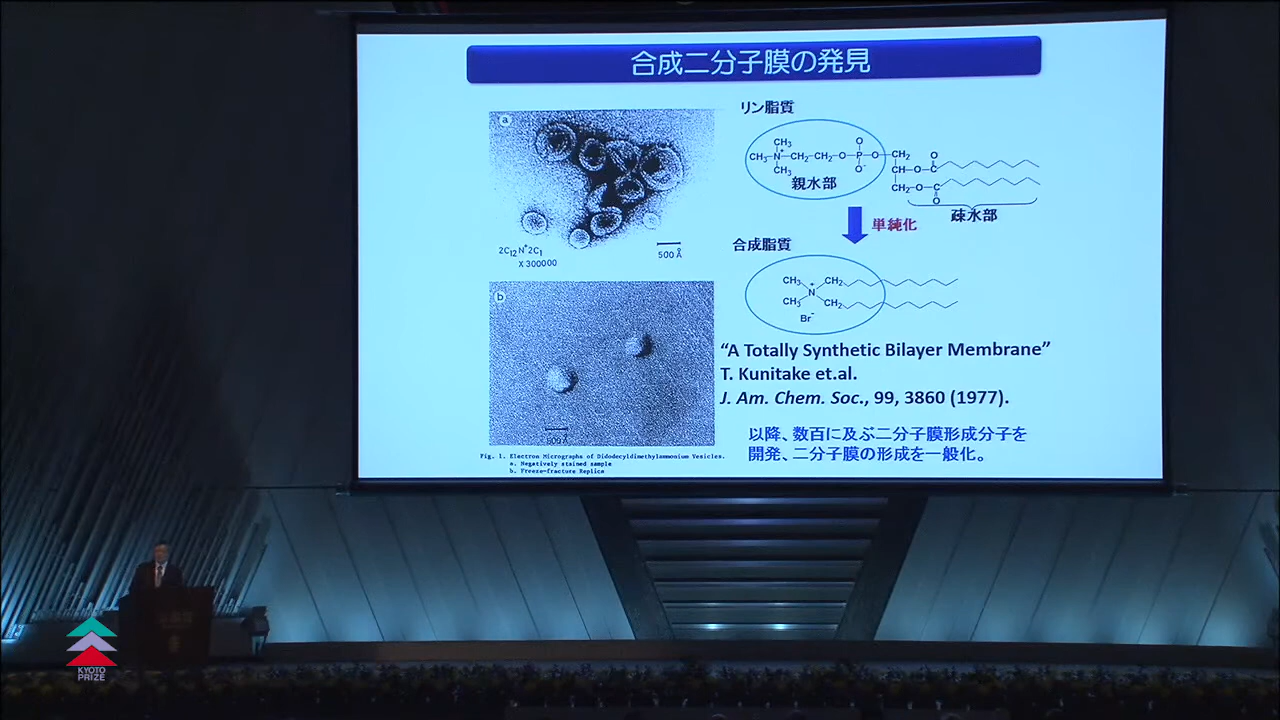 合成二分子膜の発見
a
2C12N+2C1
X 300000
500 Å
b
Fig. 1. Electron Micrographs of Didodecyldimethylammonium Vesicles.
a. Negatively stained sample
b. Freeze-fracture Replica
リン脂質
CH3
CH3-N+-CH2-CH2-O-P-O-CH2
CH3
O
O-
CH-O-C
O
CH2-O-C
O
親水部
疎水部
単純化
合成脂質
CH3
CH2
N+
CH3
CH2
Br-
“A Totally Synthetic Bilayer Membrane”
T. Kunitake et.al.
J. Am. Chem. Soc., 99, 3860 (1977).
以降、数百に及ぶ二分子膜形成分子を
開発、二分子膜の形成を一般化。
KYOTO
PRIZE